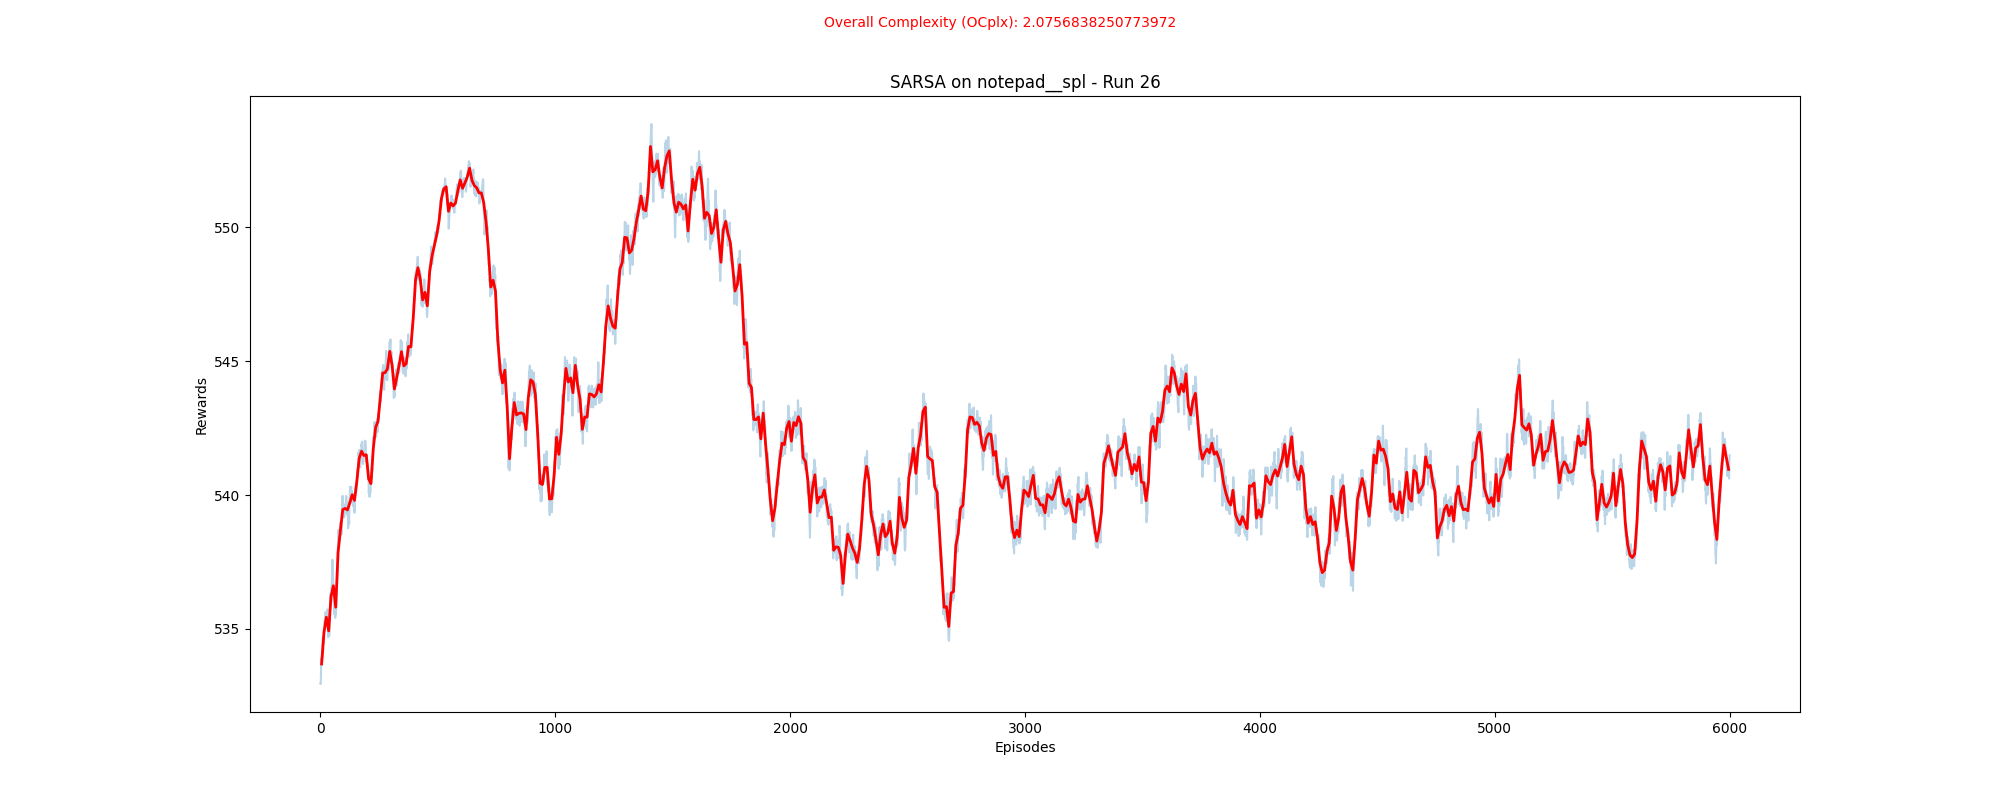 Overall Complexity (OCplx): 2.0756838250773972
SARSA on notepad__spl - Run 26
Rewards
550
545
540
535
0 1000 2000 3000 4000 5000 6000
Episodes